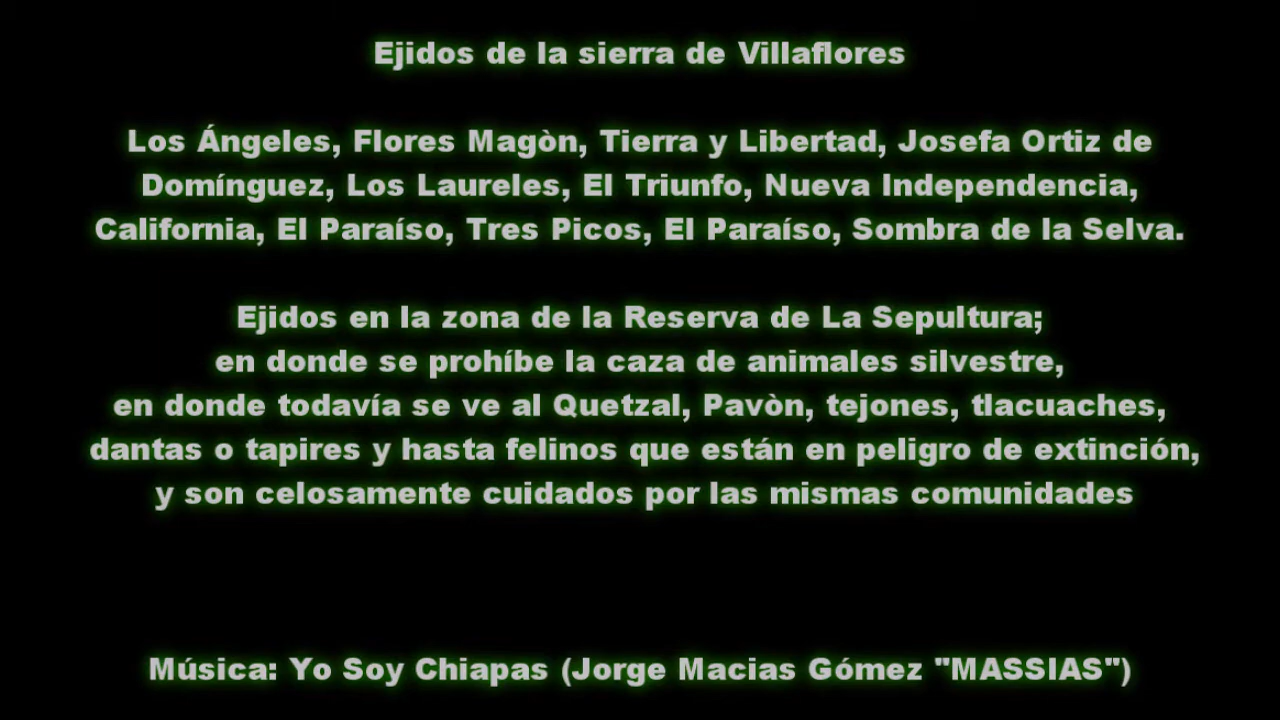 Ejidos de la sierra de Villaflores
Los Ángeles, Flores Magòn, Tierra y Libertad, Josefa Ortiz de
Domínguez, Los Laureles, El Triunfo, Nueva Independencia,
California, El Paraíso, Tres Picos, El Paraíso, Sombra de la Selva.
Ejidos en la zona de la Reserva de La Sepultura;
en donde se prohíbe la caza de animales silvestre,
en donde todavía se ve al Quetzal, Pavòn, tejones, tlacuaches,
dantas o tapires y hasta felinos que están en peligro de extinción,
y son celosamente cuidados por las mismas comunidades
Música: Yo Soy Chiapas (Jorge Macias Gómez "MASSIAS")